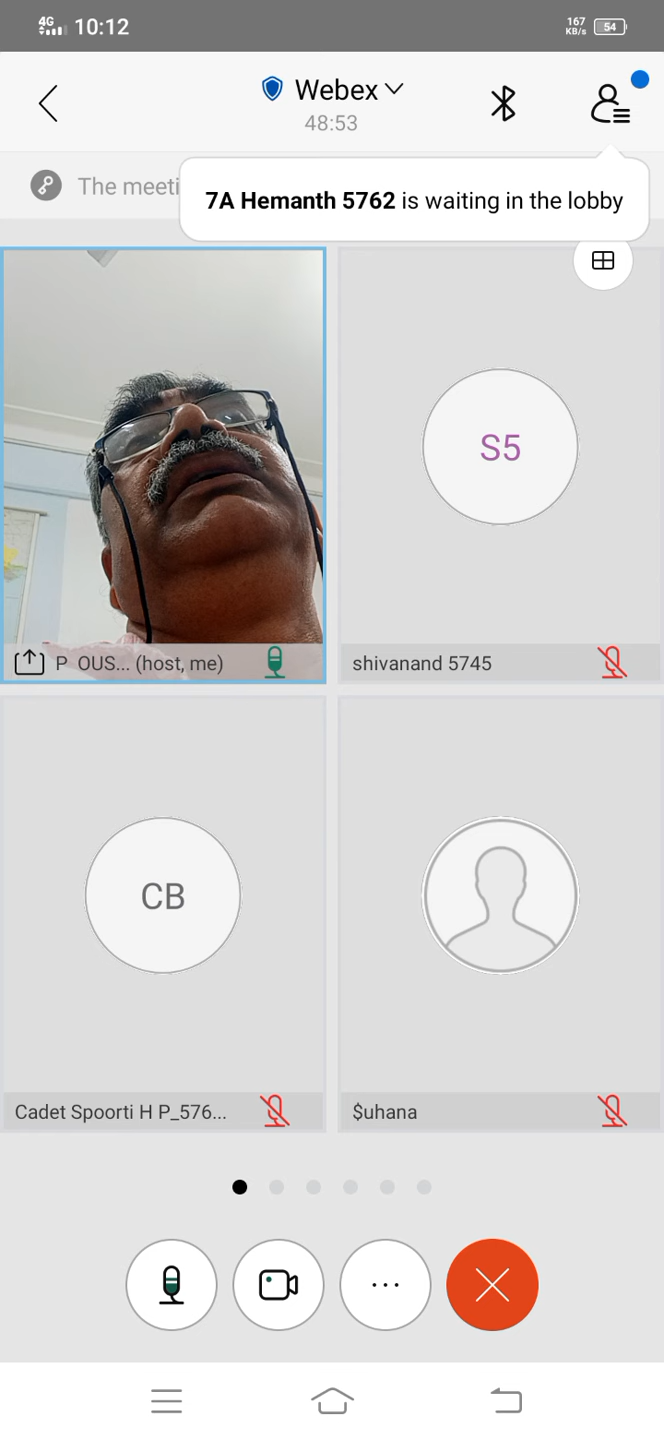 4G 10:12 167 KB/s 54
Webex
48:53
The meeti
7A Hemanth 5762 is waiting in the lobby
S5
P OUS... (host, me)
shivanand 5745
CB
Cadet Spoorti H P_576...
$uhana